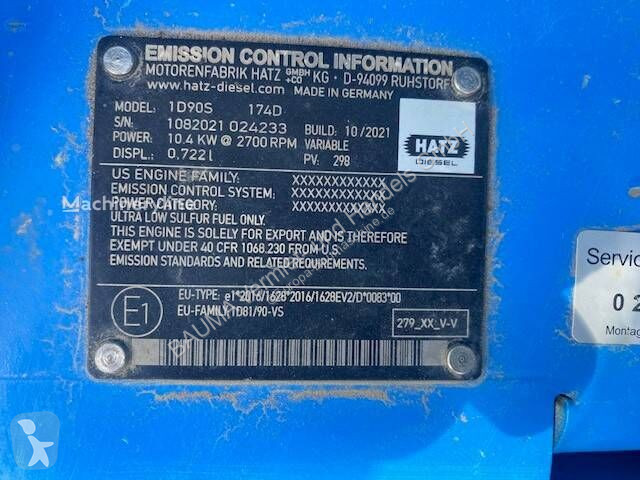 EMISSION CONTROL INFORMATION
MOTORENFABRIK HATZ GMBH +CO KG · D-94099 RUHSTORF
www.hatz-diesel.com MADE IN GERMANY
MODEL: 1D90S 174D
S/N: 1082021 024233 BUILD: 10/2021
POWER: 10.4 KW @ 2700 RPM VARIABLE
DISPL.: 0.722 l PV: 298
HATZ
DIESEL
US ENGINE FAMILY: XXXXXXXXXXXX
EMISSION CONTROL SYSTEM: XXXXXXXXXXXX
POWER CATEGORY: XXXXXXXXXXXX
ULTRA LOW SULFUR FUEL ONLY.
THIS ENGINE IS SOLELY FOR EXPORT AND IS THEREFORE
EXEMPT UNDER 40 CFR 1068.230 FROM U.S.
EMISSION STANDARDS AND RELATED REQUIREMENTS.
E1
EU-TYPE: e1*2016/1628*2016/1628EV2/D*0083*00
EU-FAMILY: 1D81/90-VS
279_XX_V-V
Servic
0 2
Montag
Machinery